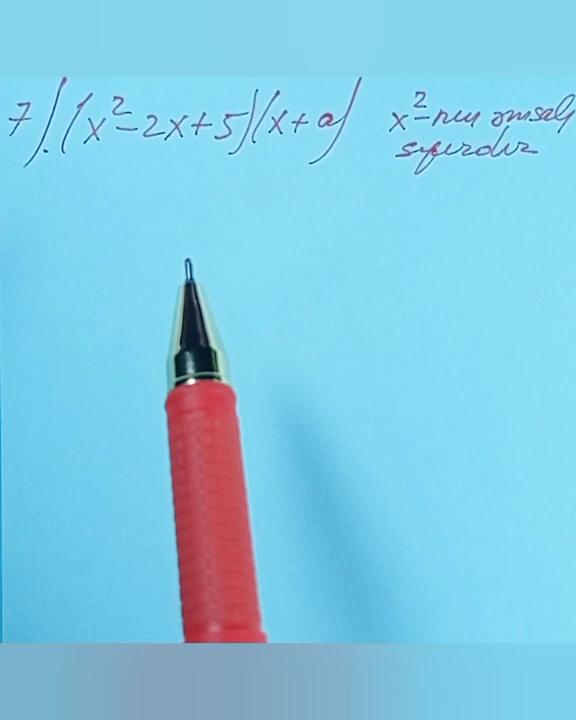 7). (x²-2x+5)(x+a) x²-nın əmsalı
sıfırdır